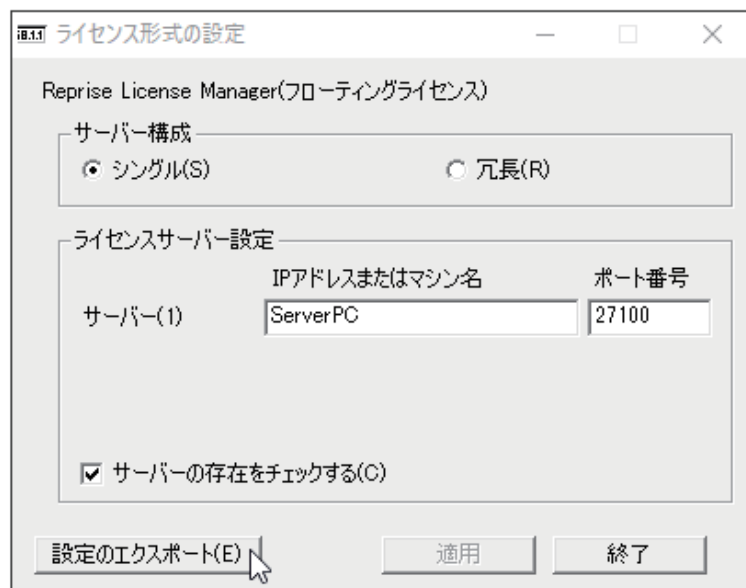 i8.1.1 ライセンス形式の設定
Reprise License Manager(フローティングライセンス)
サーバー構成
シングル(S) 冗長(R)
ライセンスサーバー設定
IPアドレスまたはマシン名 ポート番号
サーバー(1) ServerPC 27100
サーバーの存在をチェックする(C)
設定のエクスポート(E) 適用 終了